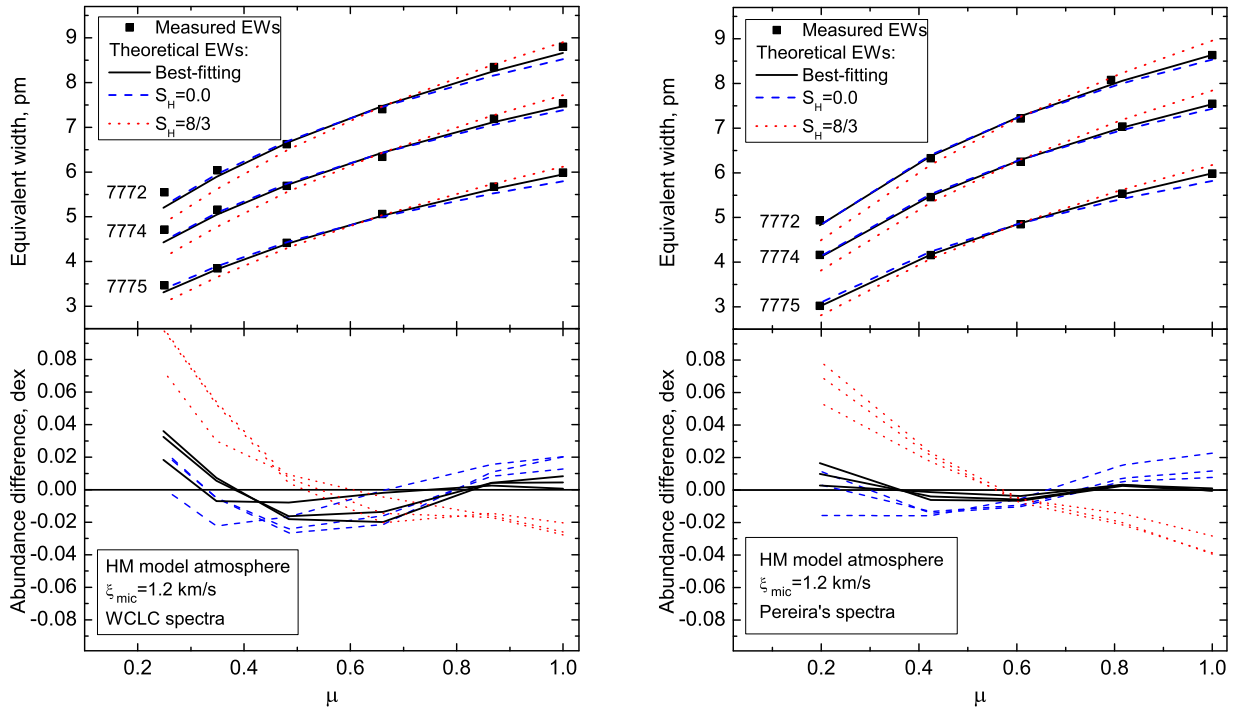 Measured EWs
Theoretical EWs:
Best-fitting
S_H=0.0
S_H=8/3
9
8
7
6
5
4
3
Equivalent width, pm
7772
7774
7775
0.08
0.06
0.04
0.02
0.00
-0.02
-0.04
-0.06
-0.08
Abundance difference, dex
HM model atmosphere
ξ_mic=1.2 km/s
WCLC spectra
0.2 0.4 0.6 0.8 1.0
μ
Measured EWs
Theoretical EWs:
Best-fitting
S_H=0.0
S_H=8/3
9
8
7
6
5
4
3
Equivalent width, pm
7772
7774
7775
0.08
0.06
0.04
0.02
0.00
-0.02
-0.04
-0.06
-0.08
Abundance difference, dex
HM model atmosphere
ξ_mic=1.2 km/s
Pereira's spectra
0.2 0.4 0.6 0.8 1.0
μ